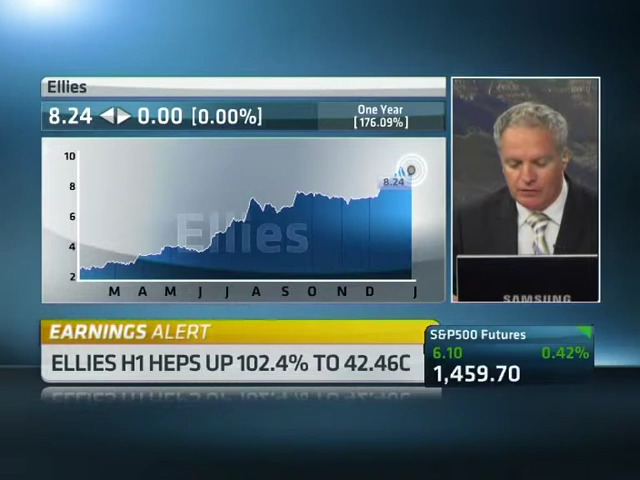 Ellies
8.24 0.00 [0.00%]
One Year
[176.09%]
10
8
6
4
2
8.24
Ellies
M A M J J A S O N D J
SAMSUNG
EARNINGS ALERT
ELLIES H1 HEPS UP 102.4% TO 42.46C
S&P500 Futures
6.10 0.42%
1,459.70